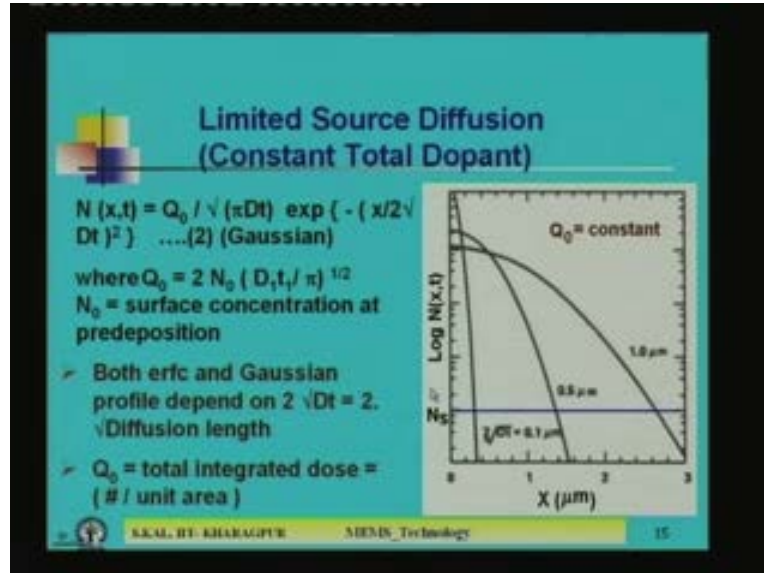 Limited Source Diffusion
(Constant Total Dopant)
N (x,t) = Q₀ / √ (πDt) exp { - ( x/2√
Dt )² } ....(2) (Gaussian)
where Q₀ = 2 N₀ ( D₁t₁/ π) ¹/²
N₀ = surface concentration at
predeposition
Both erfc and Gaussian
profile depend on 2 √Dt = 2.
√Diffusion length
Q₀ = total integrated dose =
( # / unit area )
Q₀ = constant
Log N(x,t)
1.0 μm
0.5 μm
2√Dt = 0.1 μm
0 1 2 3
X (μm)
S.KAL, IIT- KHARAGPUR MEMS_Technology 15